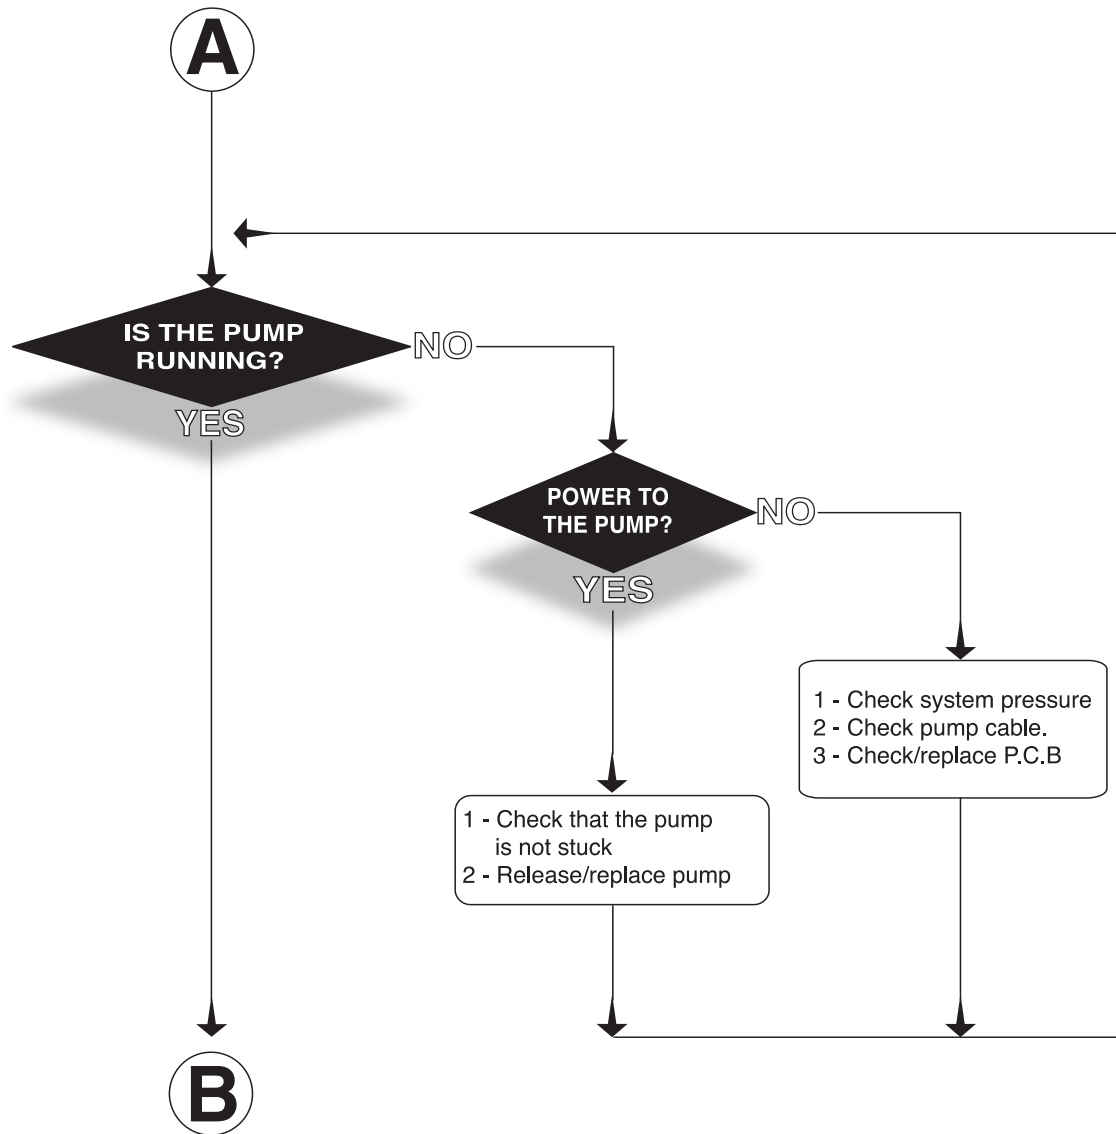 A
IS THE PUMP
RUNNING?
NO
YES
POWER TO
THE PUMP?
NO
YES
1 - Check system pressure
2 - Check pump cable.
3 - Check/replace P.C.B
1 - Check that the pump
is not stuck
2 - Release/replace pump
B